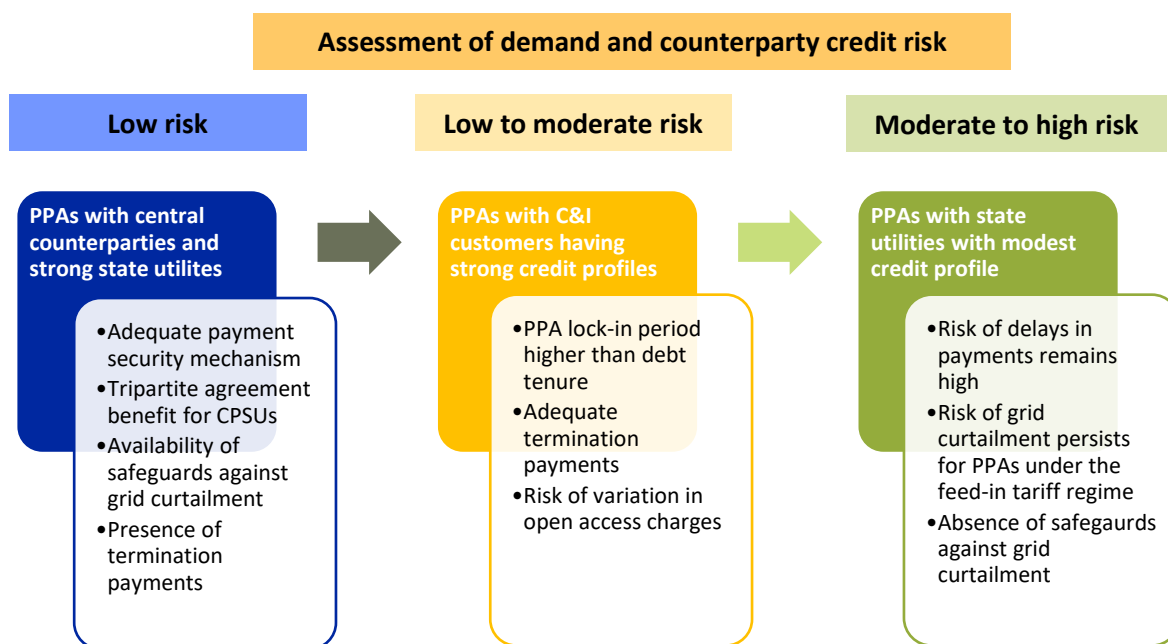 Assessment of demand and counterparty credit risk
Low risk
Low to moderate risk
Moderate to high risk
PPAs with central
counterparties and
strong state utilites
•Adequate payment
security mechanism
•Tripartite agreement
benefit for CPSUs
•Availability of
safeguards against
grid curtailment
•Presence of
termination
payments
PPAs with C&I
customers having
strong credit profiles
•PPA lock-in period
higher than debt
tenure
•Adequate
termination
payments
•Risk of variation in
open access charges
PPAs with state
utilities with modest
credit profile
•Risk of delays in
payments remains
high
•Risk of grid
curtailment persists
for PPAs under the
feed-in tariff regime
•Absence of safegaurds
against grid
curtailment